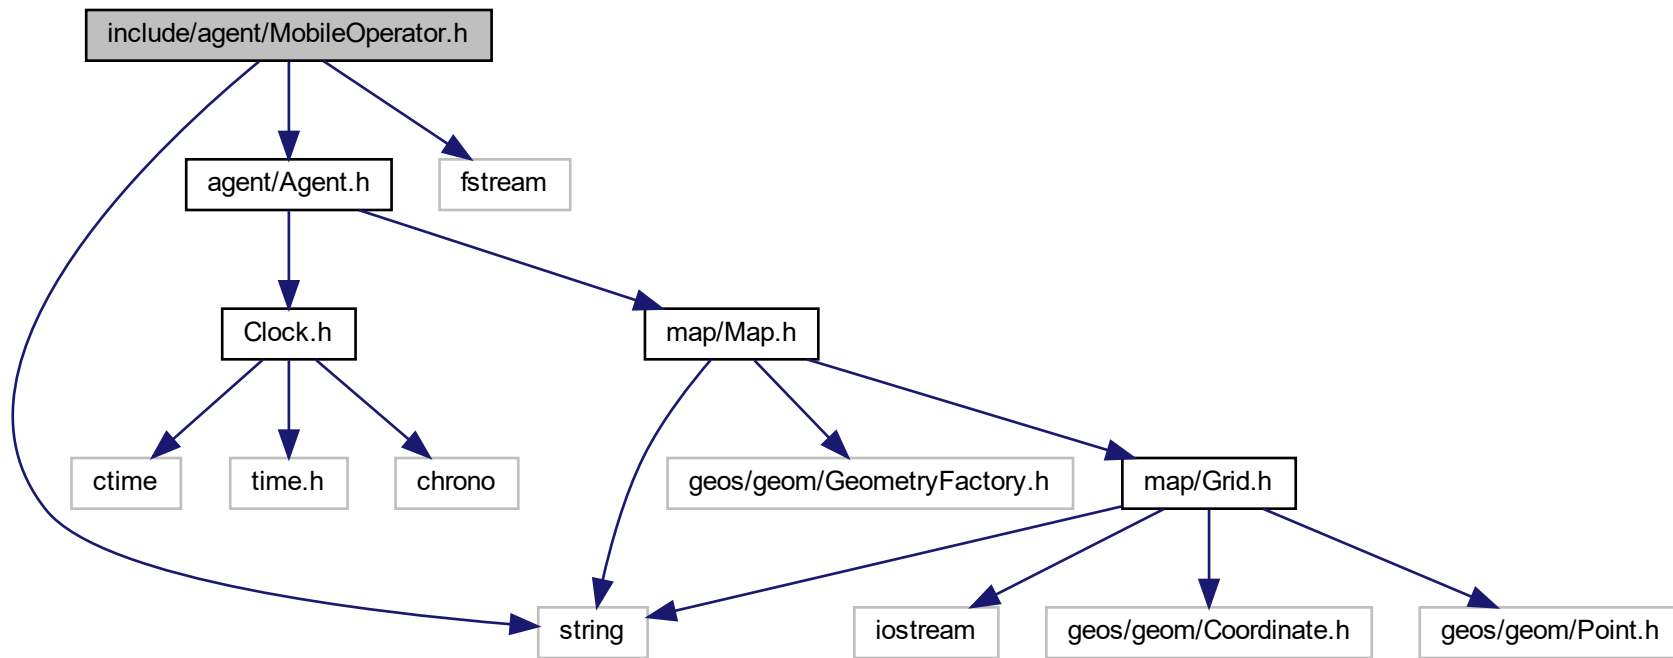 include/agent/MobileOperator.h
agent/Agent.h
fstream
Clock.h
map/Map.h
ctime
time.h
chrono
geos/geom/GeometryFactory.h
map/Grid.h
string
iostream
geos/geom/Coordinate.h
geos/geom/Point.h